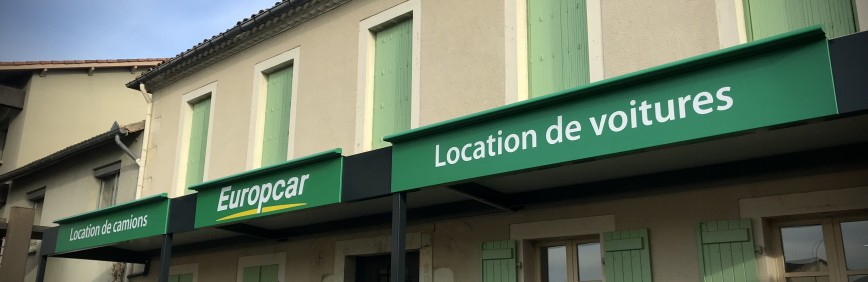 Location de camions
Europcar
Location de voitures